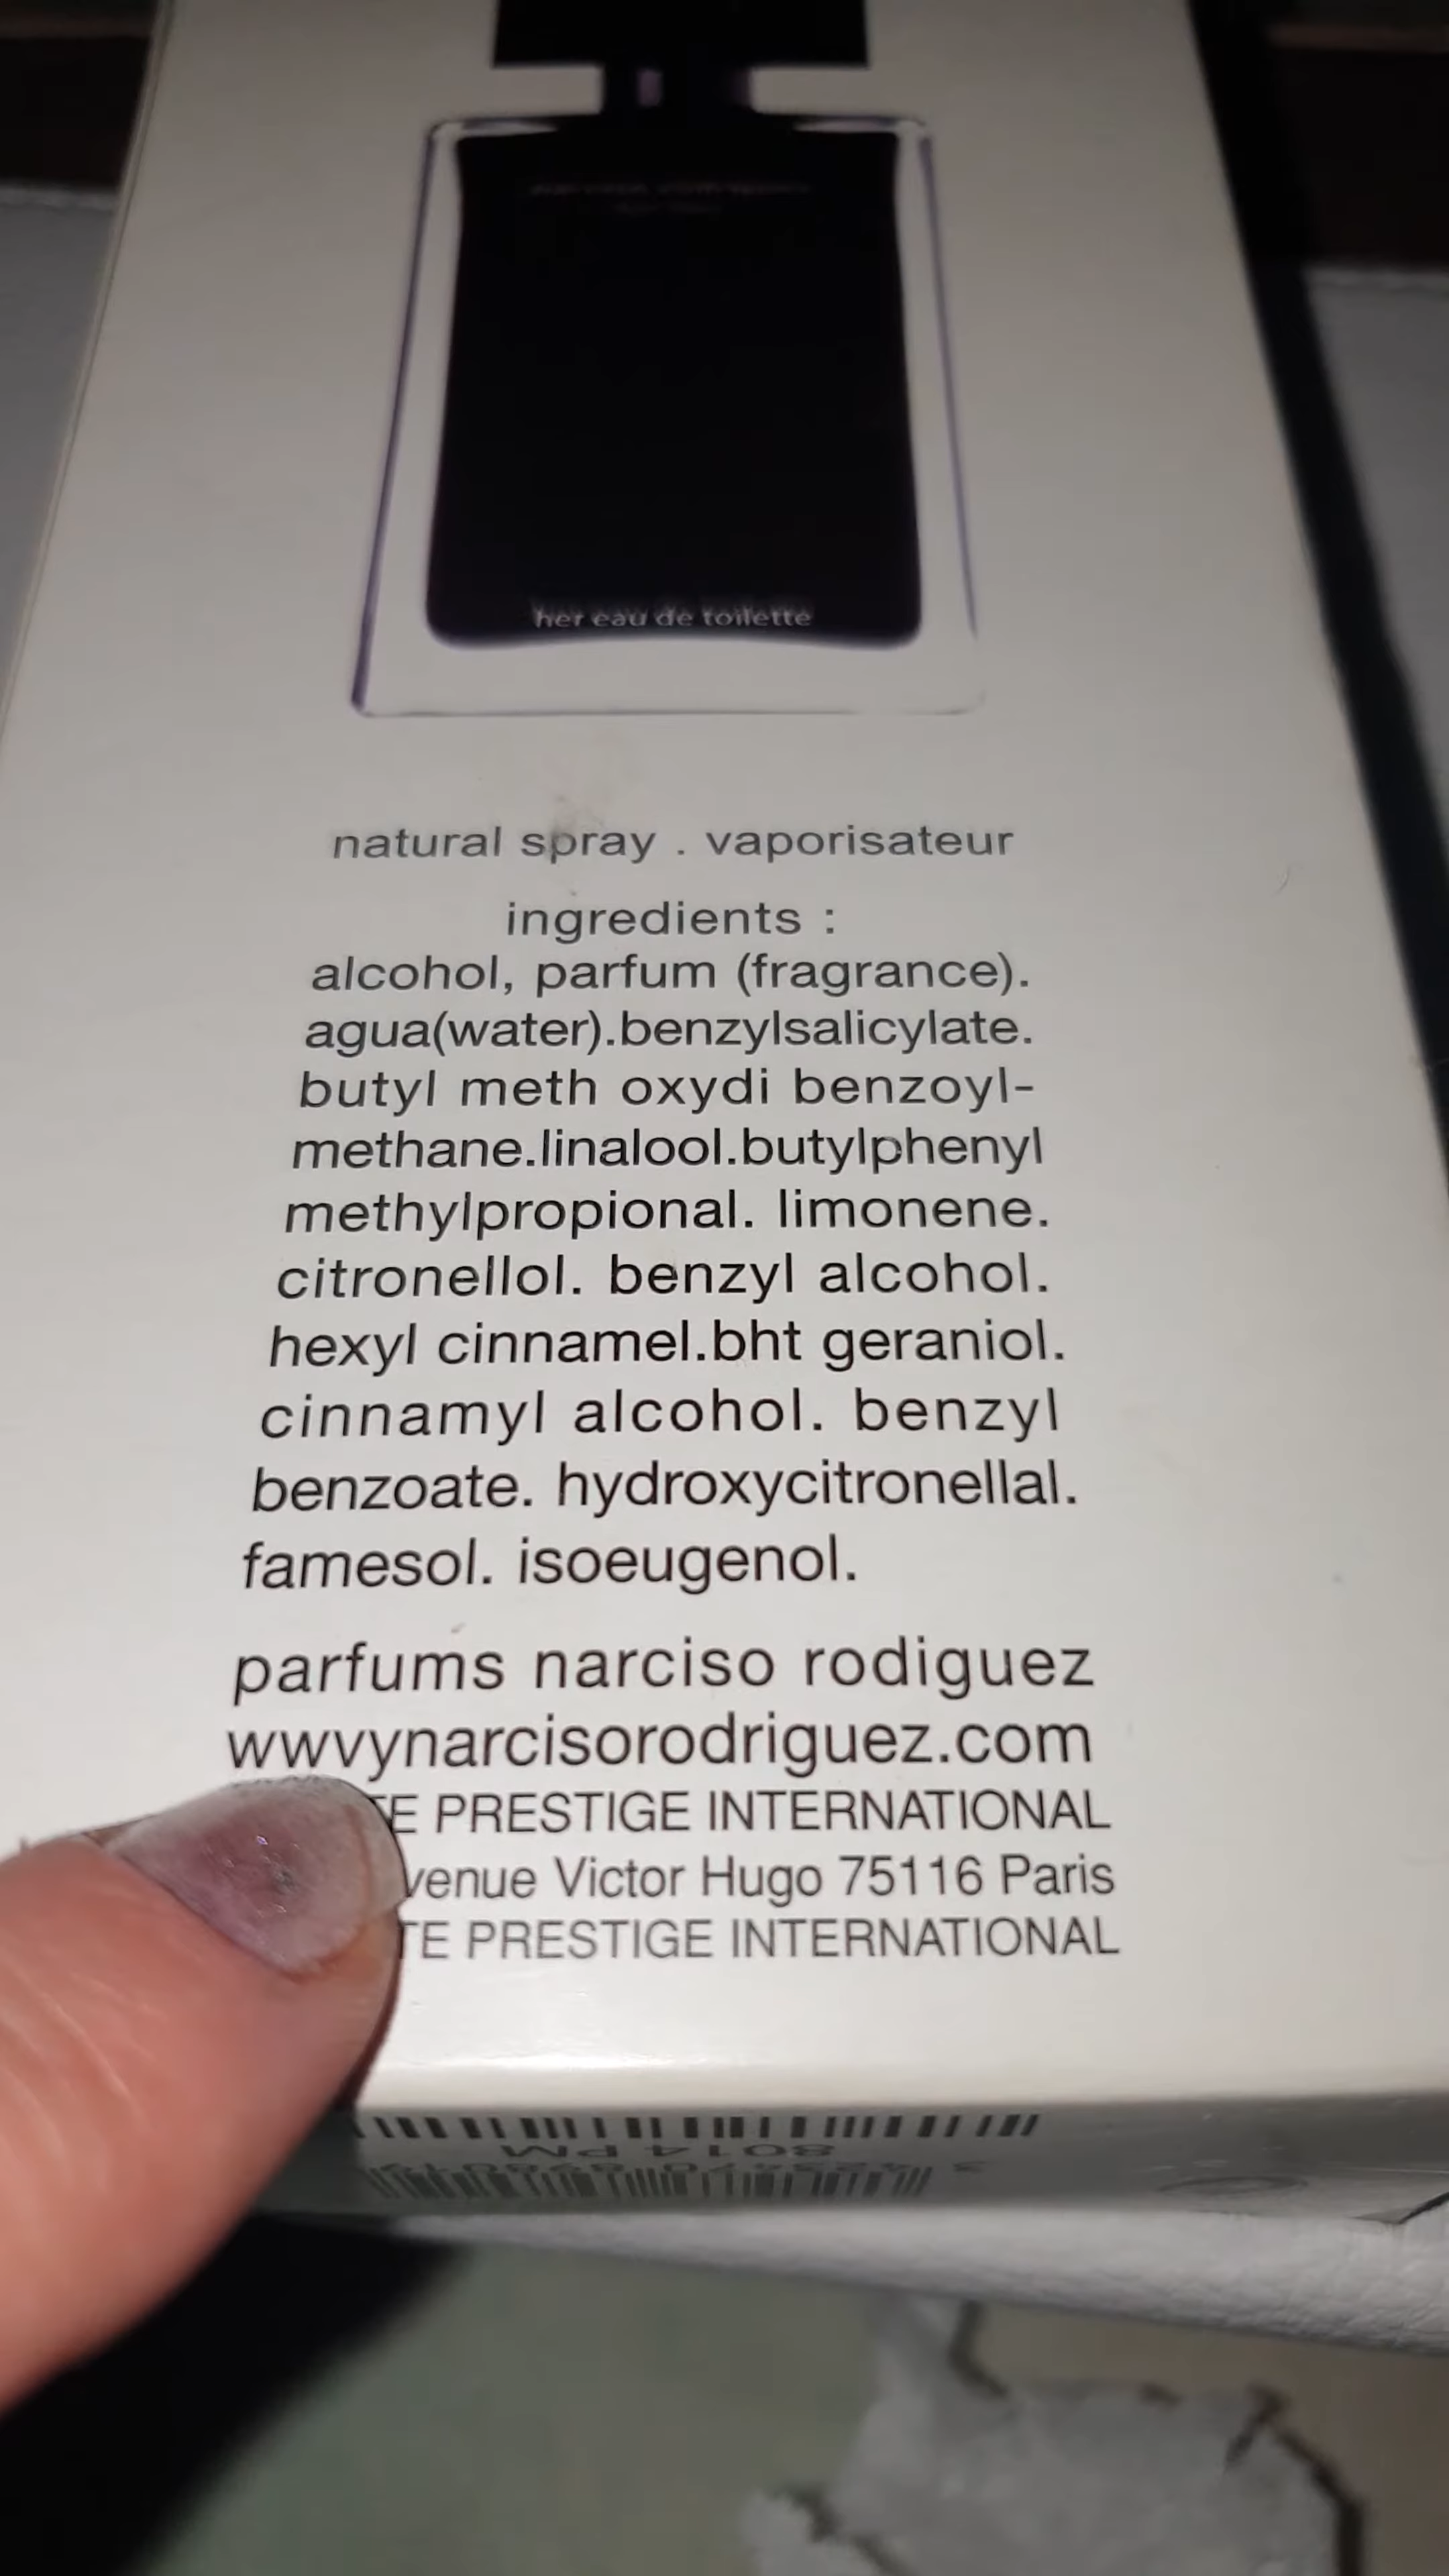 her eau de toilette
natural spray . vaporisateur
ingredients :
alcohol, parfum (fragrance).
agua(water).benzylsalicylate.
butyl meth oxydi benzoyl-
methane.linalool.butylphenyl
methylpropional. limonene.
citronellol. benzyl alcohol.
hexyl cinnamel.bht geraniol.
cinnamyl alcohol. benzyl
benzoate. hydroxycitronellal.
famesol. isoeugenol.
parfums narciso rodiguez
wwvynarcisorodriguez.com
PRESTIGE INTERNATIONAL
venue Victor Hugo 75116 Paris
TE PRESTIGE INTERNATIONAL
8014 PM